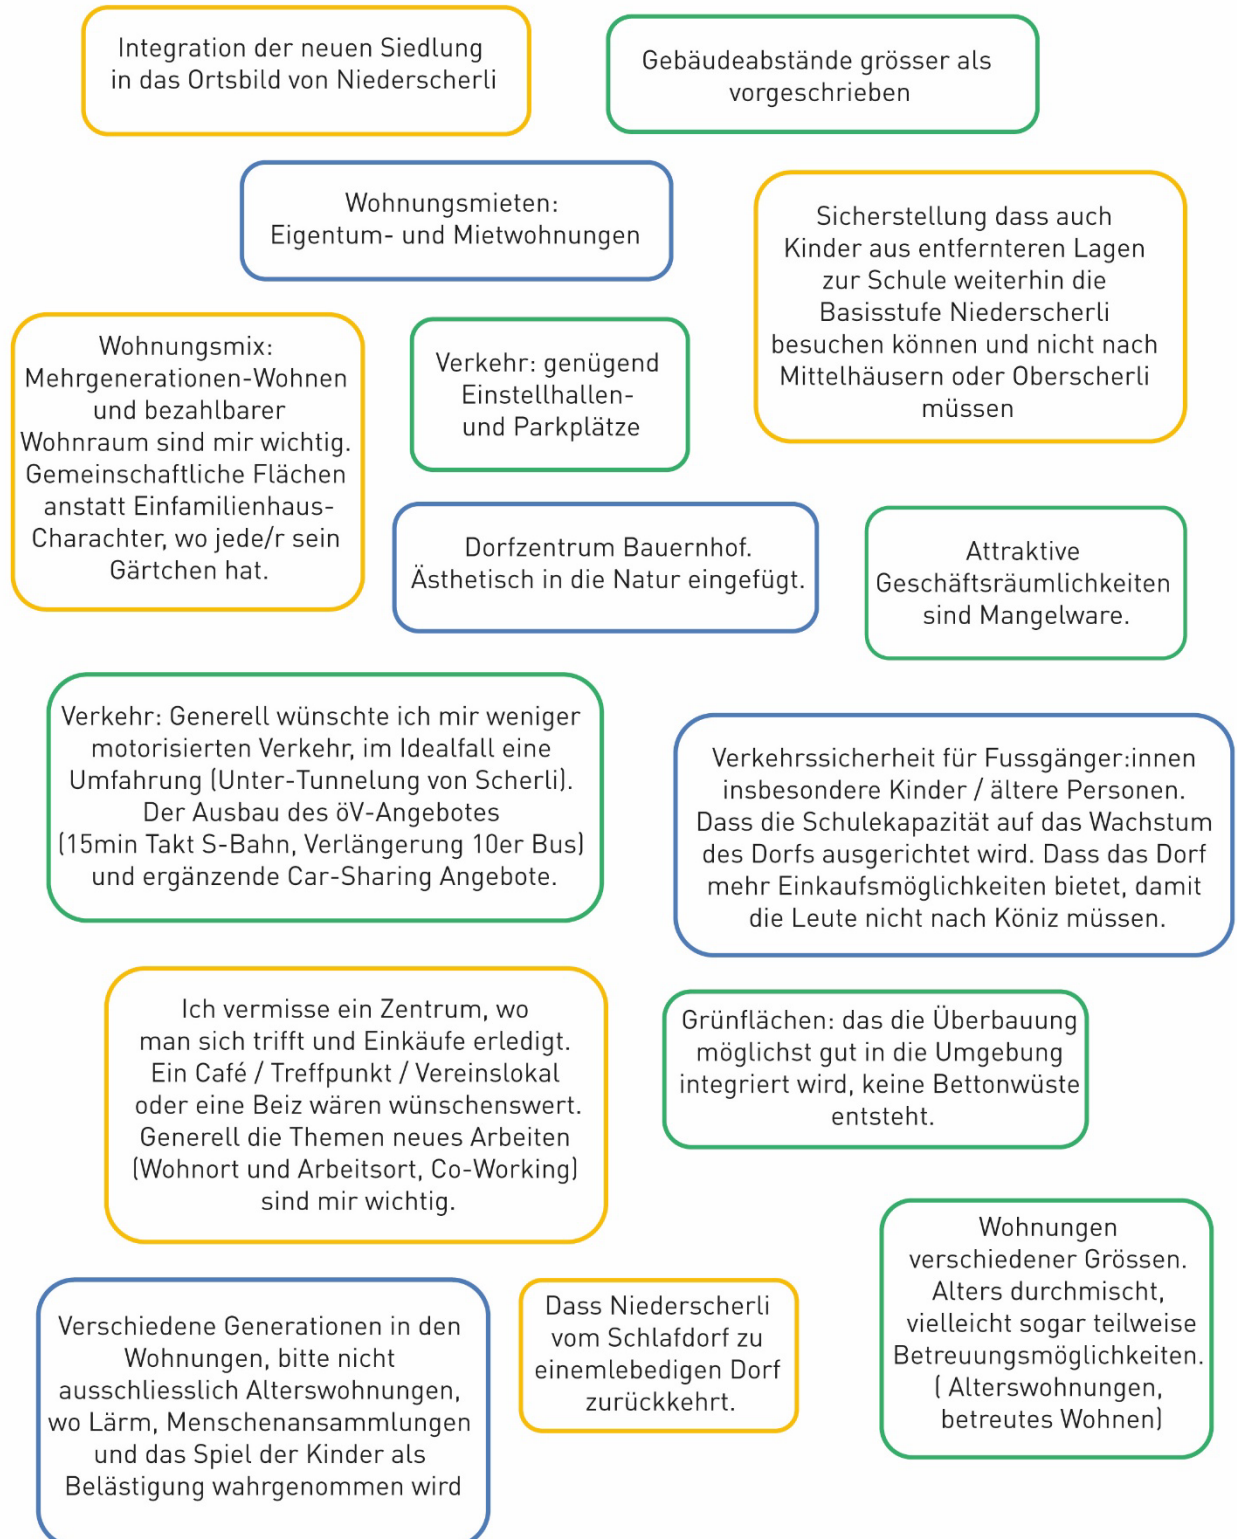 Integration der neuen Siedlung
in das Ortsbild von Niederscherli
Gebäudeabstände grösser als
vorgeschrieben
Wohnungsmieten:
Eigentum- und Mietwohnungen
Sicherstellung dass auch
Kinder aus entfernteren Lagen
zur Schule weiterhin die
Basisstufe Niederscherli
besuchen können und nicht nach
Mittelhäusern oder Oberscherli
müssen
Wohnungsmix:
Mehrgenerationen-Wohnen
und bezahlbarer
Wohnraum sind mir wichtig.
Gemeinschaftliche Flächen
anstatt Einfamilienhaus-
Charachter, wo jede/r sein
Gärtchen hat.
Verkehr: genügend
Einstellhallen-
und Parkplätze
Dorfzentrum Bauernhof.
Ästhetisch in die Natur eingefügt.
Attraktive
Geschäftsräumlichkeiten
sind Mangelware.
Verkehr: Generell wünschte ich mir weniger
motorisierten Verkehr, im Idealfall eine
Umfahrung (Unter-Tunnelung von Scherli).
Der Ausbau des öV-Angebotes
(15min Takt S-Bahn, Verlängerung 10er Bus)
und ergänzende Car-Sharing Angebote.
Verkehrssicherheit für Fussgänger:innen
insbesondere Kinder / ältere Personen.
Dass die Schulekapazität auf das Wachstum
des Dorfs ausgerichtet wird. Dass das Dorf
mehr Einkaufsmöglichkeiten bietet, damit
die Leute nicht nach Köniz müssen.
Ich vermisse ein Zentrum, wo
man sich trifft und Einkäufe erledigt.
Ein Café / Treffpunkt / Vereinslokal
oder eine Beiz wären wünschenswert.
Generell die Themen neues Arbeiten
(Wohnort und Arbeitsort, Co-Working)
sind mir wichtig.
Grünflächen: das die Überbauung
möglichst gut in die Umgebung
integriert wird, keine Bettonwüste
entsteht.
Wohnungen
verschiedener Grössen.
Alters durchmischt,
vielleicht sogar teilweise
Betreuungsmöglichkeiten.
( Alterswohnungen,
betreutes Wohnen)
Verschiedene Generationen in den
Wohnungen, bitte nicht
ausschliesslich Alterswohnungen,
wo Lärm, Menschenansammlungen
und das Spiel der Kinder als
Belästigung wahrgenommen wird
Dass Niederscherli
vom Schlafdorf zu
einemlebedigen Dorf
zurückkehrt.